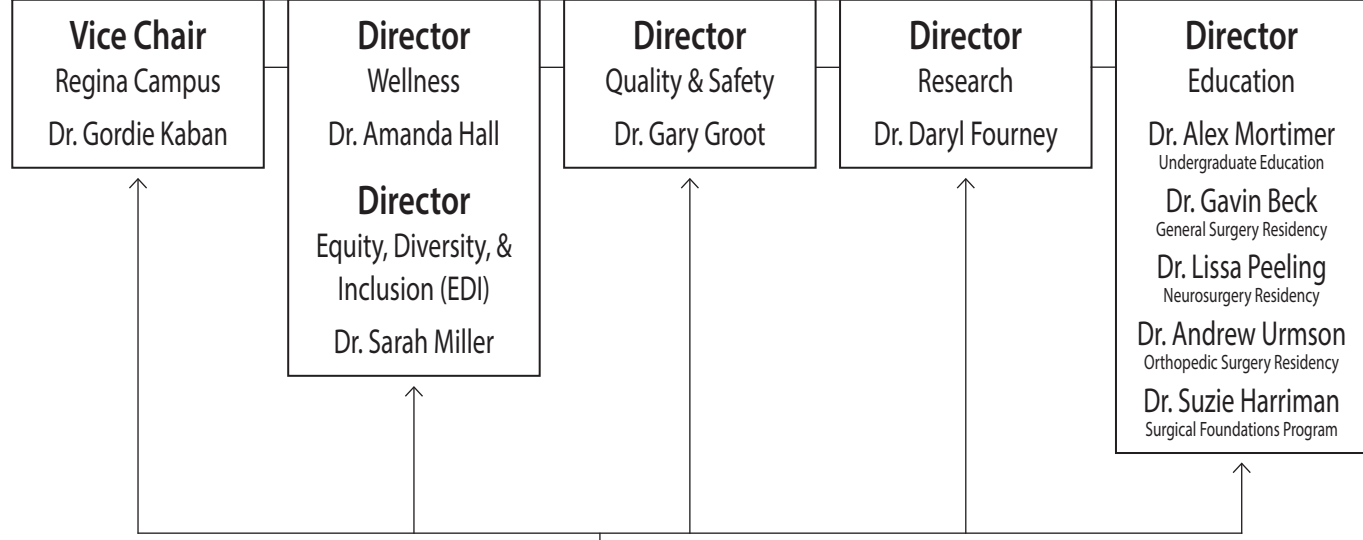 Vice Chair
Regina Campus
Dr. Gordie Kaban
Director
Wellness
Dr. Amanda Hall
Director
Equity, Diversity, &
Inclusion (EDI)
Dr. Sarah Miller
Director
Quality & Safety
Dr. Gary Groot
Director
Research
Dr. Daryl Fourney
Director
Education
Dr. Alex Mortimer
Undergraduate Education
Dr. Gavin Beck
General Surgery Residency
Dr. Lissa Peeling
Neurosurgery Residency
Dr. Andrew Urmson
Orthopedic Surgery Residency
Dr. Suzie Harriman
Surgical Foundations Program